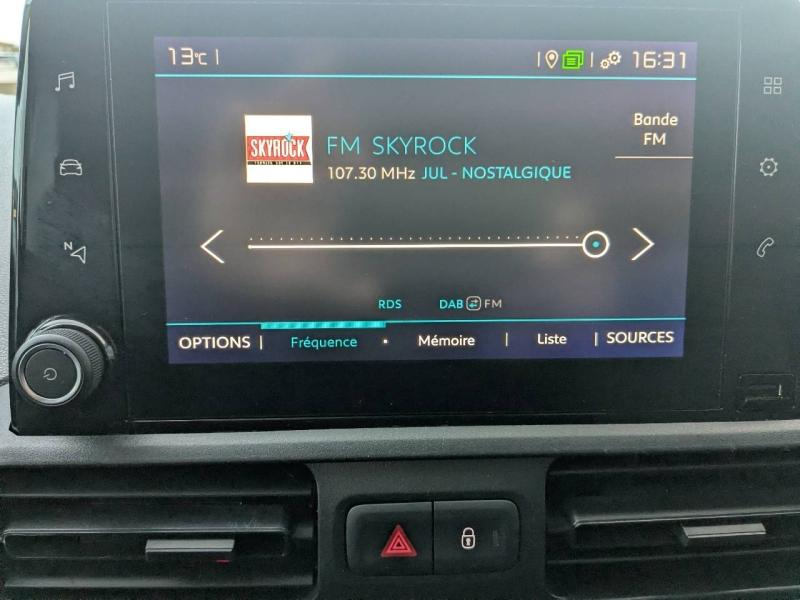 13°C
16:31
SKYROCK
FM SKYROCK
107.30 MHz JUL - NOSTALGIQUE
Bande
FM
N
RDS DAB FM
OPTIONS Fréquence Mémoire Liste SOURCES